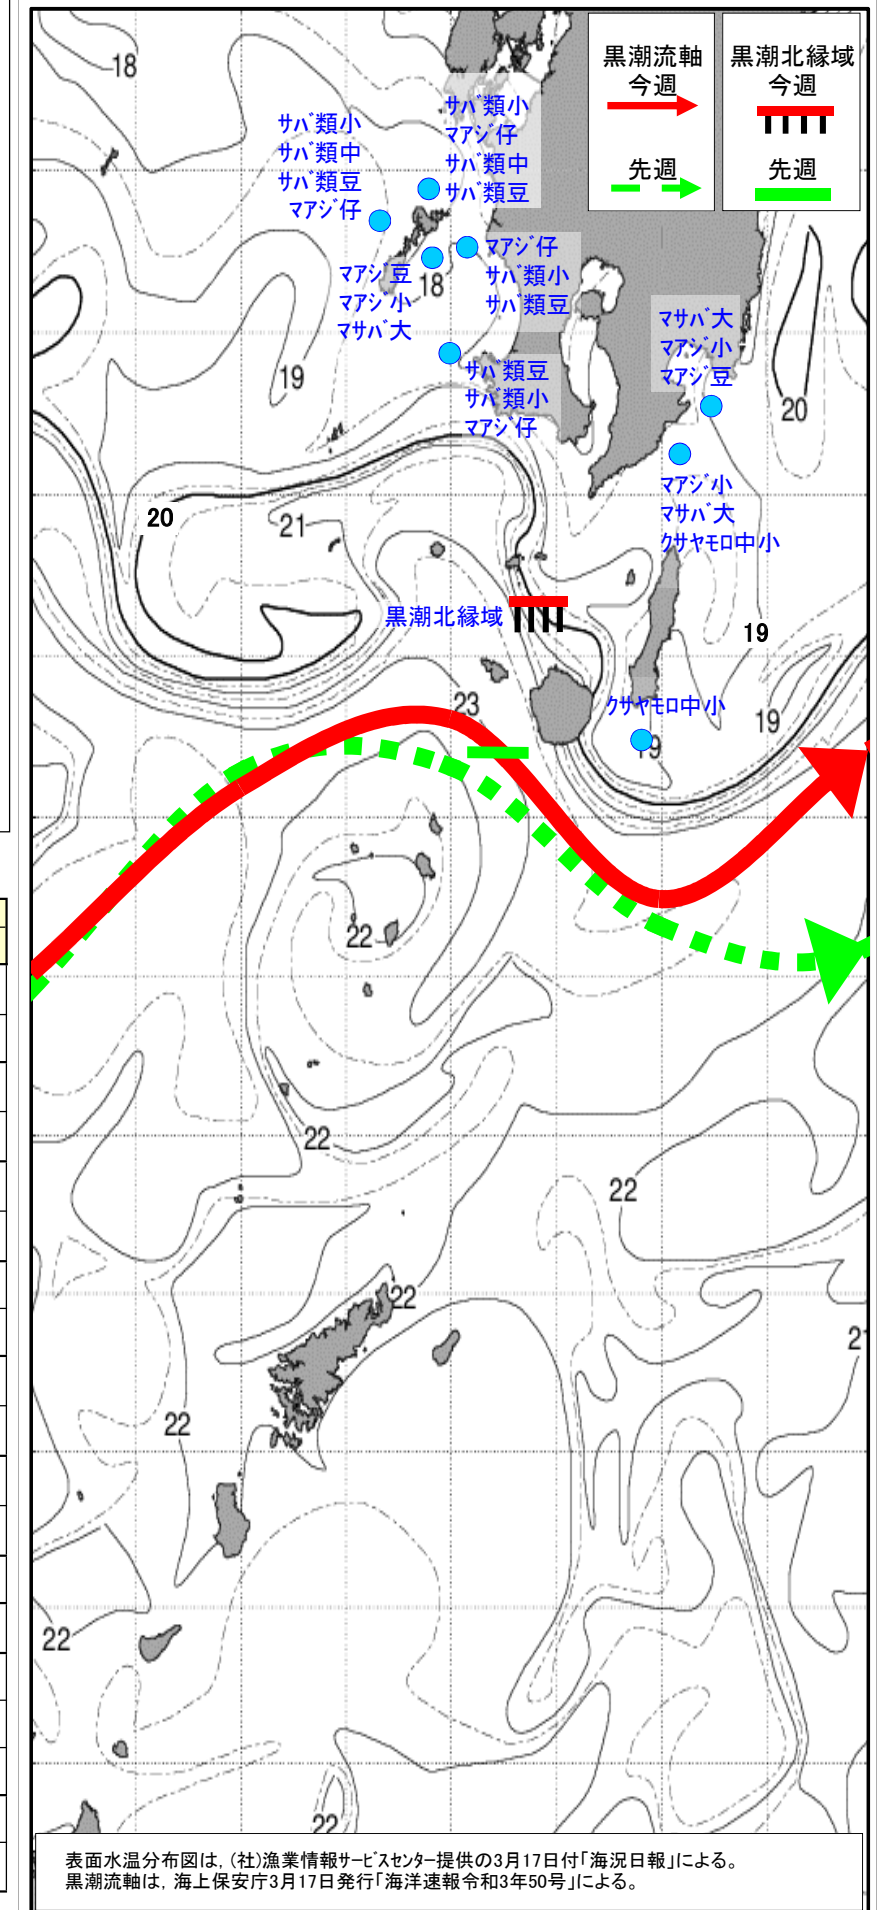 黒潮流軸
今週
先週
黒潮北縁域
今週
先週
18
サバ類小
サバ類中
サバ類豆
マアジ仔
サバ類小
マアジ仔
サバ類中
サバ類豆
マアジ豆
マアジ小
マサバ大
18
マアジ仔
サバ類小
サバ類豆
19
サバ類豆
サバ類小
マアジ仔
マサバ大
マアジ小
マアジ豆
20
マアジ小
マサバ大
クサヤモロ中小
20
21
黒潮北縁域
19
23
クサヤモロ中小
19
19
22
22
22
22
21
22
22
22
表面水温分布図は，(社)漁業情報サービスセンター提供の3月17日付「海況日報」による。
黒潮流軸は，海上保安庁3月17日発行「海洋速報令和3年50号」による。